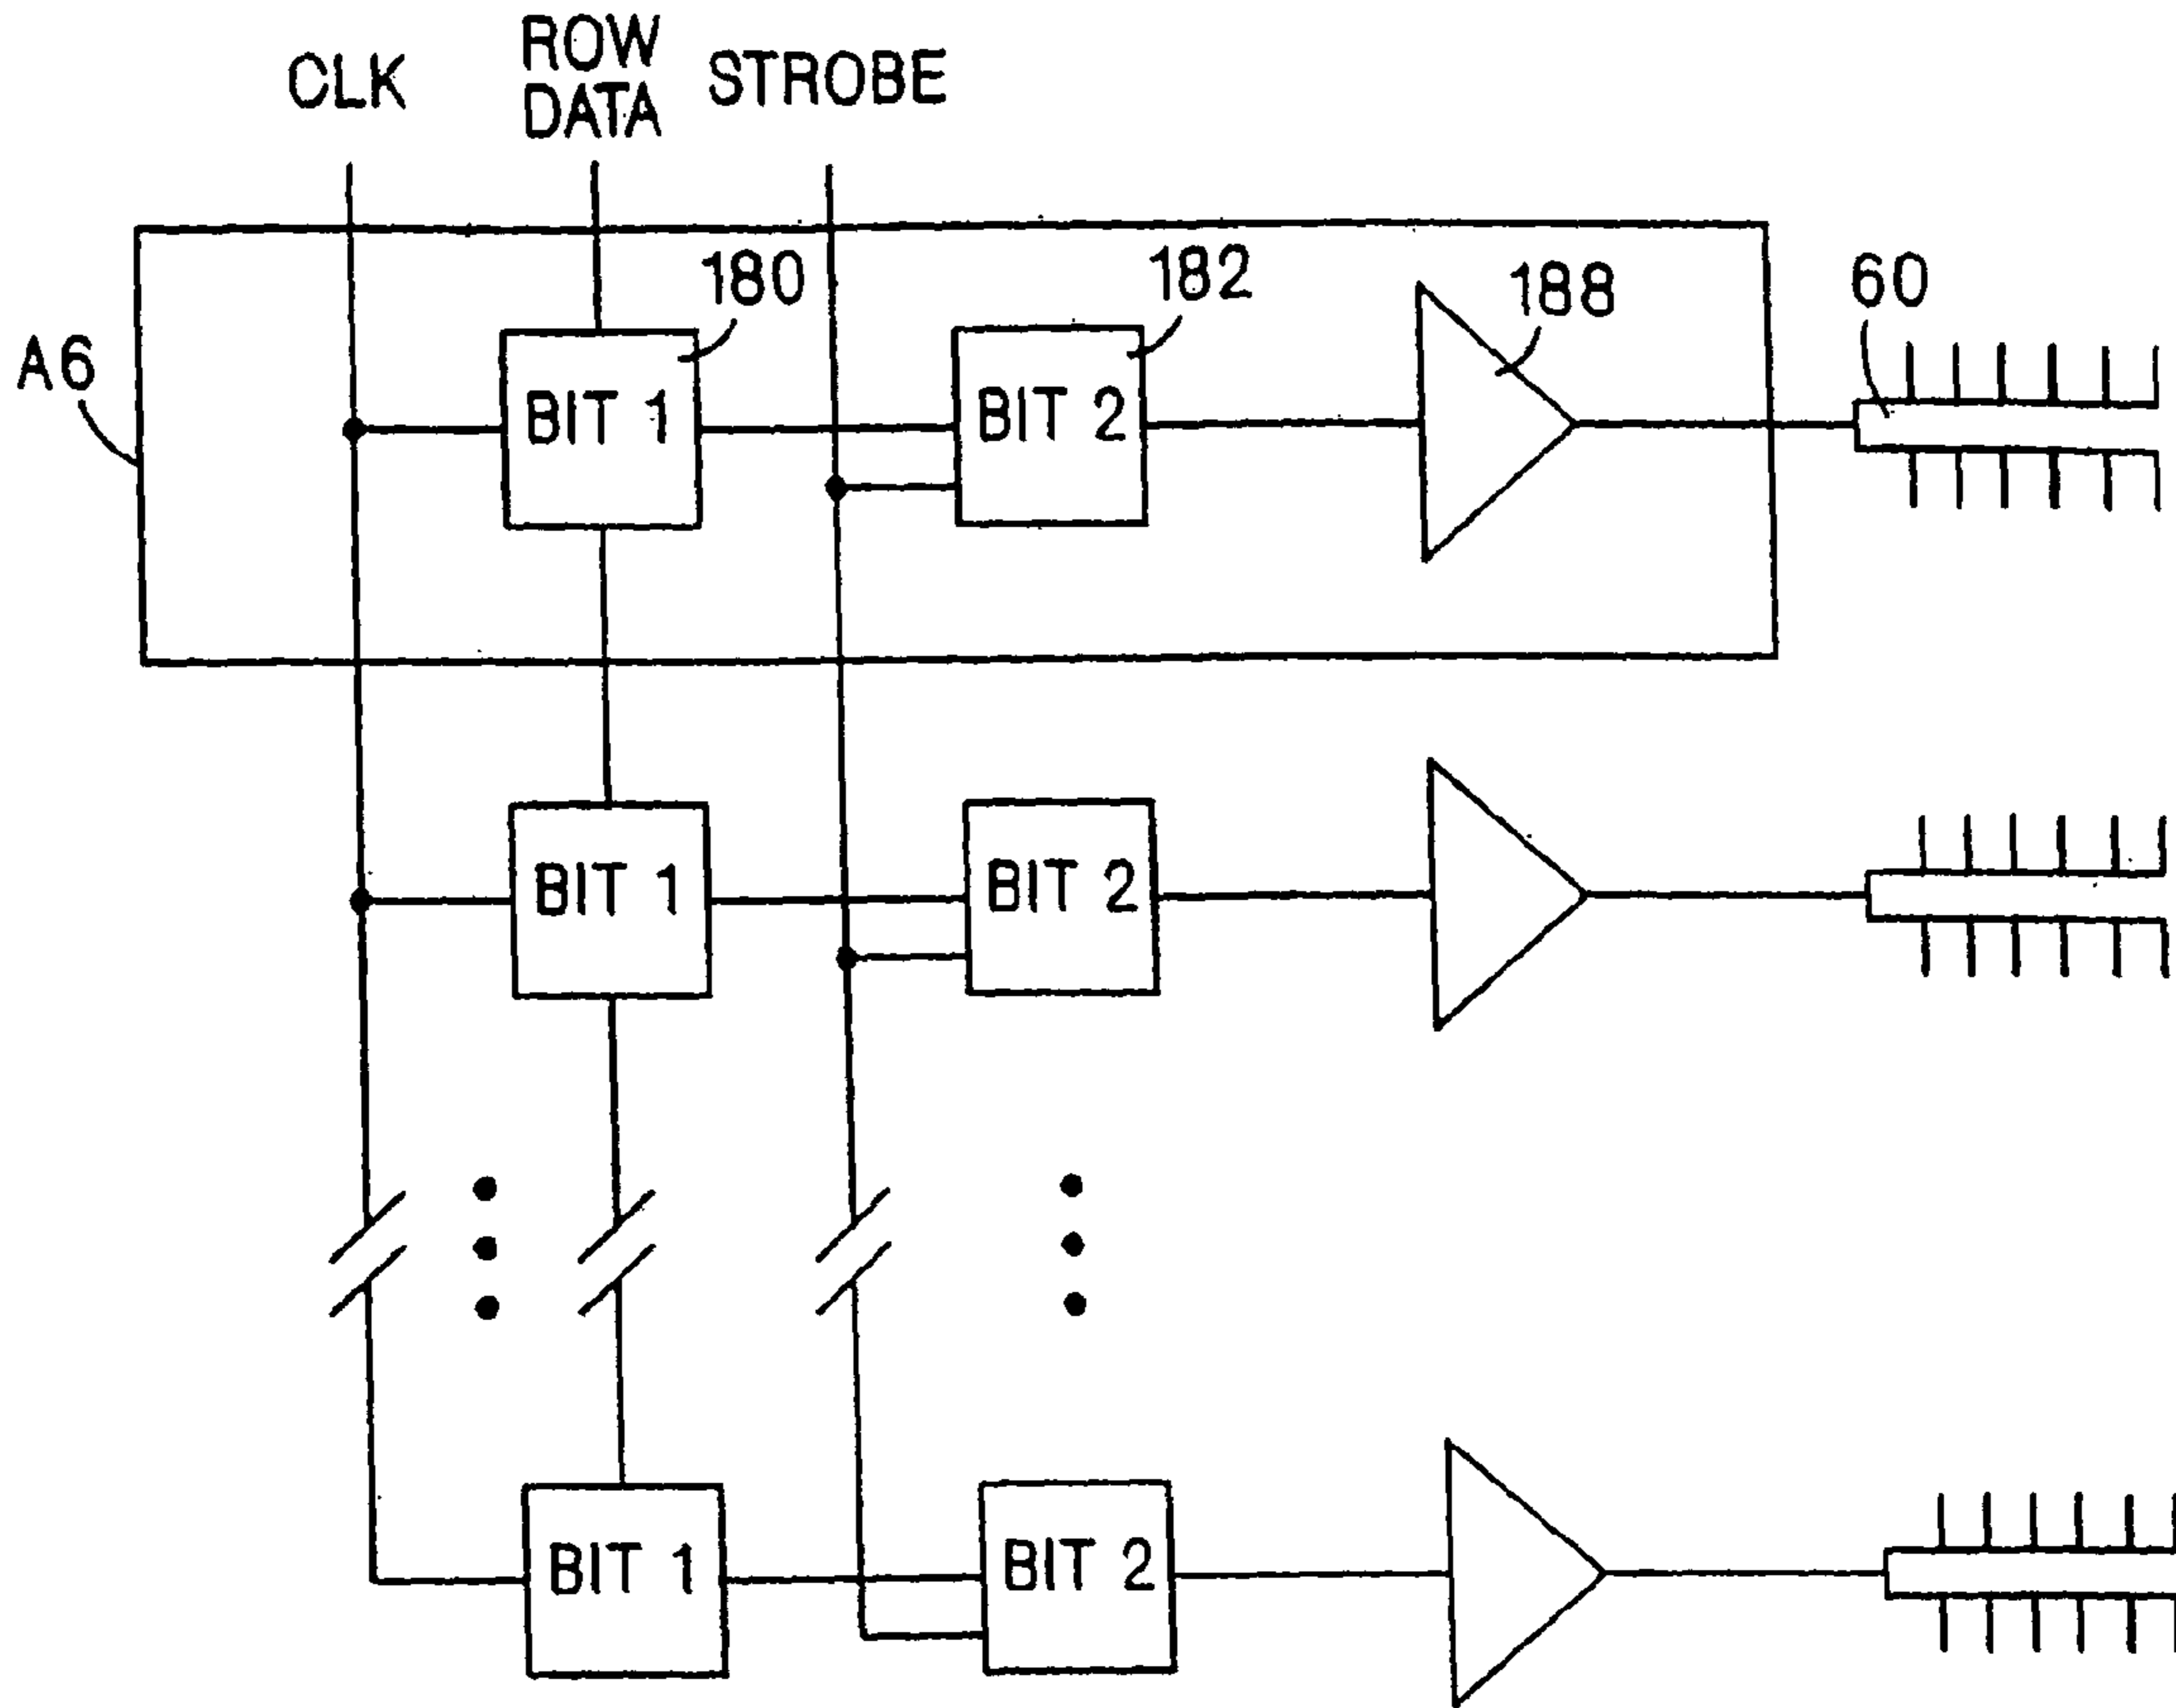 CLK
ROW
DATA
STROBE
180
182
188
60
A6
BIT 1
BIT 2
BIT 1
BIT 2
BIT 1
BIT 2